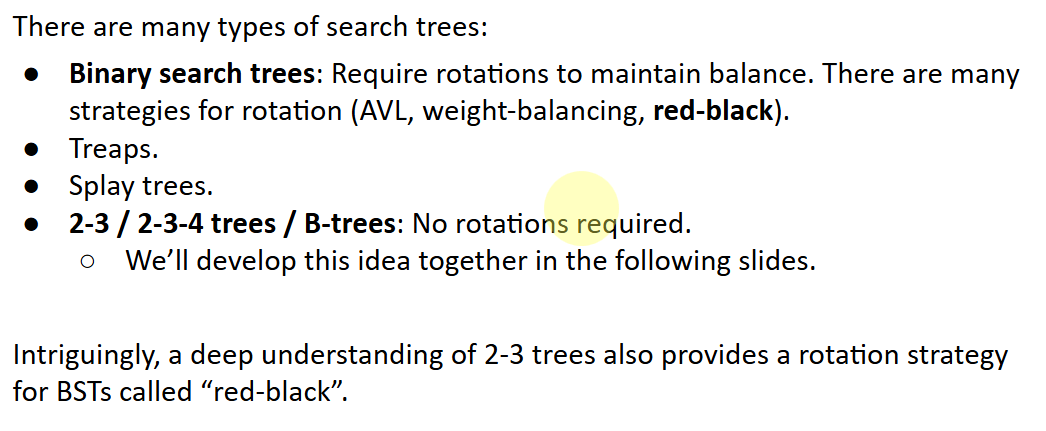 There are many types of search trees:
● Binary search trees: Require rotations to maintain balance. There are many
strategies for rotation (AVL, weight-balancing, red-black).
● Treaps.
● Splay trees.
● 2-3 / 2-3-4 trees / B-trees: No rotations required.
○ We’ll develop this idea together in the following slides.
Intriguingly, a deep understanding of 2-3 trees also provides a rotation strategy
for BSTs called “red-black”.